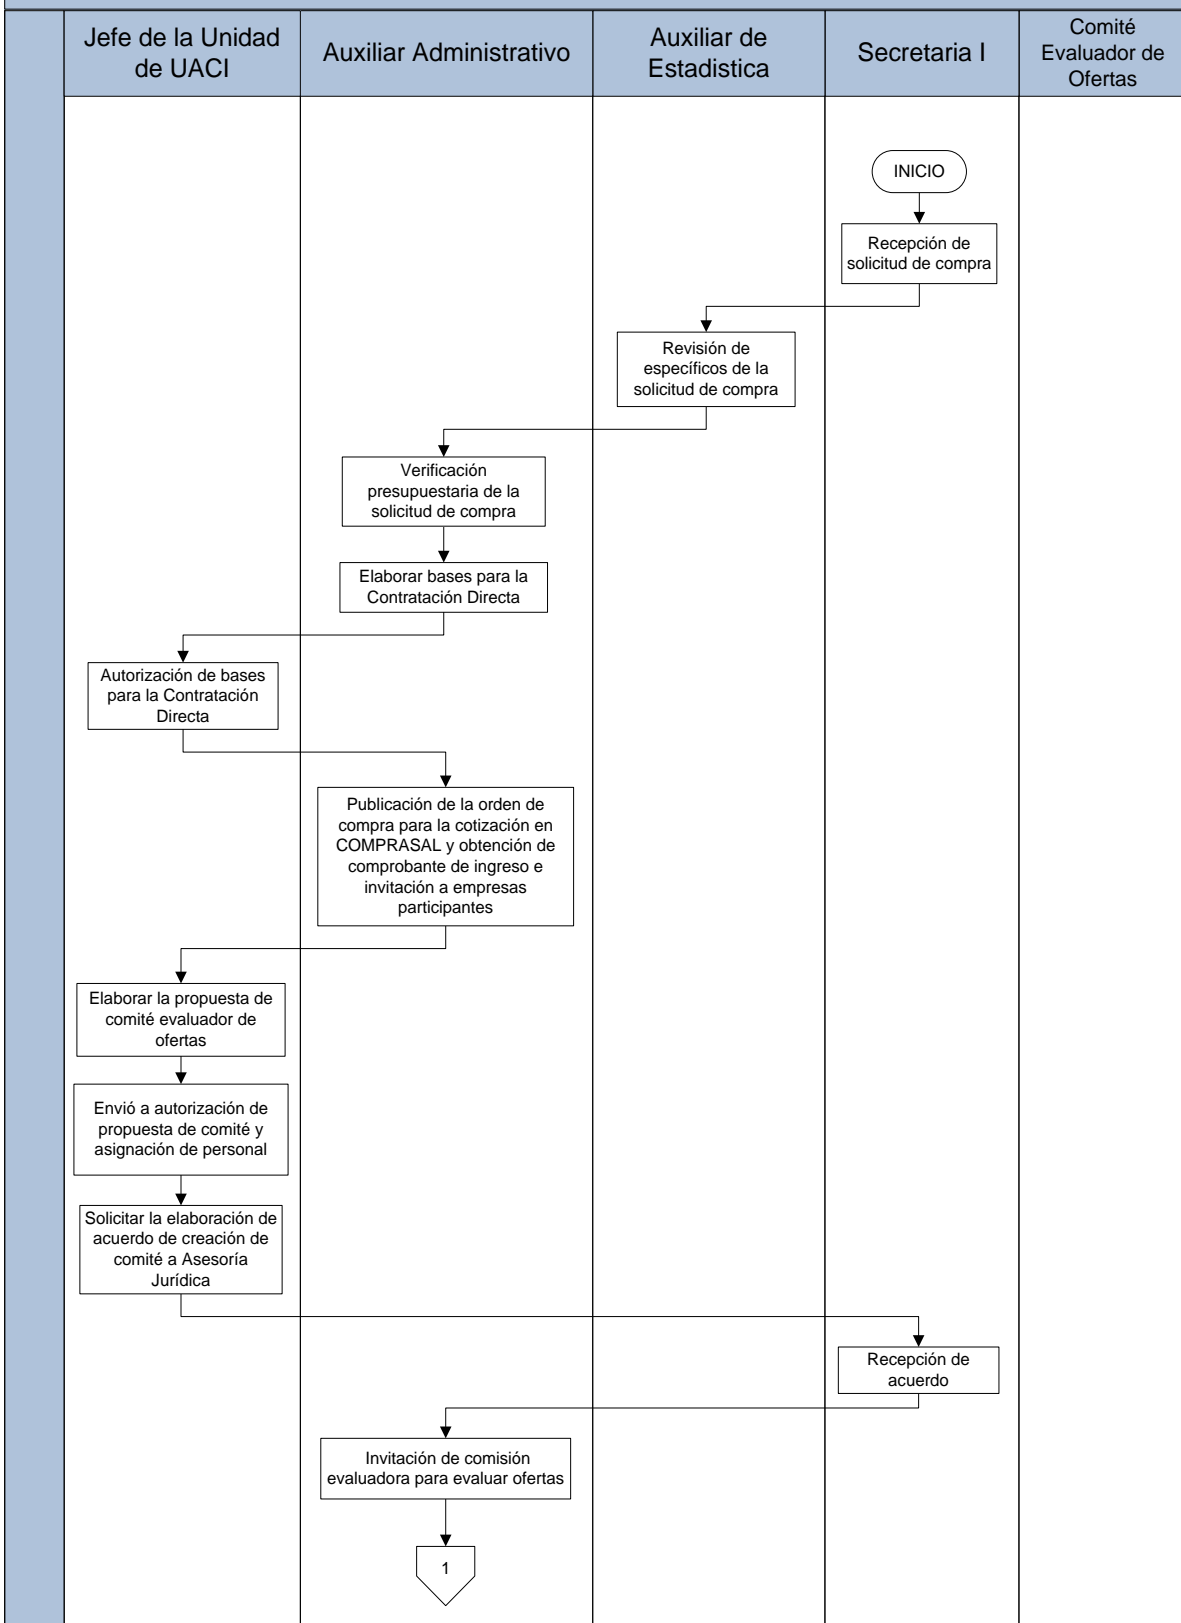 Jefe de la Unidad
de UACI
Auxiliar Administrativo
Auxiliar de
Estadistica
Secretaria I
Comité
Evaluador de
Ofertas
INICIO
Recepción de
solicitud de compra
Revisión de
específicos de la
solicitud de compra
Verificación
presupuestaria de la
solicitud de compra
Elaborar bases para la
Contratación Directa
Autorización de bases
para la Contratación
Directa
Publicación de la orden de
compra para la cotización en
COMPRASAL y obtención de
comprobante de ingreso e
invitación a empresas
participantes
Elaborar la propuesta de
comité evaluador de
ofertas
Envió a autorización de
propuesta de comité y
asignación de personal
Solicitar la elaboración de
acuerdo de creación de
comité a Asesoría
Jurídica
Recepción de
acuerdo
Invitación de comisión
evaluadora para evaluar ofertas
1